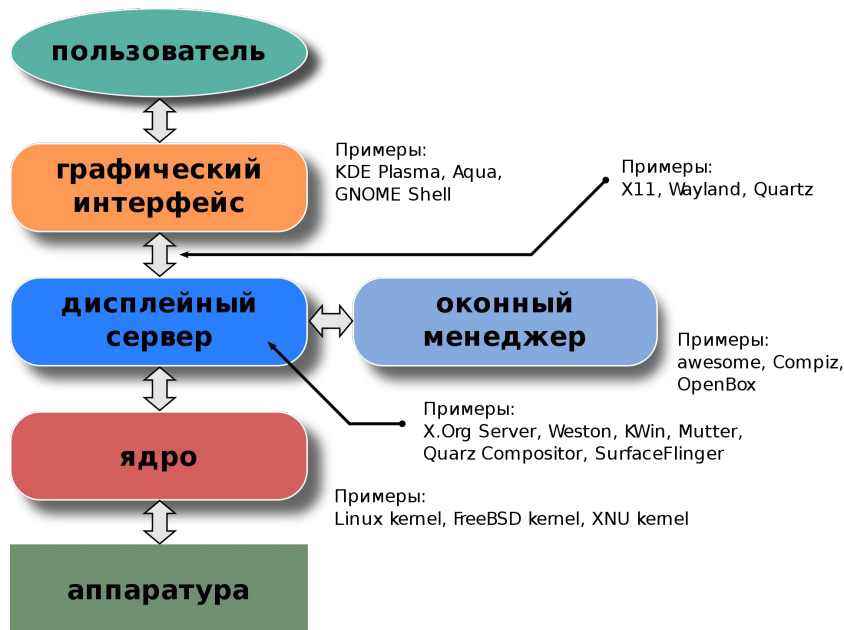 пользователь
графический
интерфейс
Примеры:
KDE Plasma, Aqua,
GNOME Shell
Примеры:
X11, Wayland, Quartz
дисплейный
сервер
оконный
менеджер
Примеры:
awesome, Compiz,
OpenBox
Примеры:
X.Org Server, Weston, KWin, Mutter,
Quarz Compositor, SurfaceFlinger
ядро
Примеры:
Linux kernel, FreeBSD kernel, XNU kernel
аппаратура